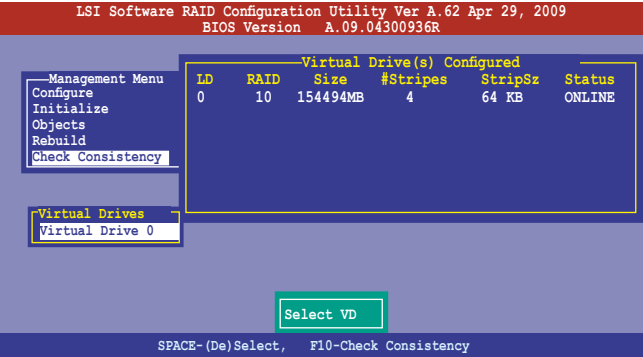 LSI Software RAID Configuration Utility Ver A.62 Apr 29, 2009
BIOS Version A.09.04300936R
Virtual Drive(s) Configured
LD RAID Size #Stripes StripSz Status
0 10 154494MB 4 64 KB ONLINE
Management Menu
Configure
Initialize
Objects
Rebuild
Check Consistency
Virtual Drives
Virtual Drive 0
Select VD
SPACE-(De)Select, F10-Check Consistency